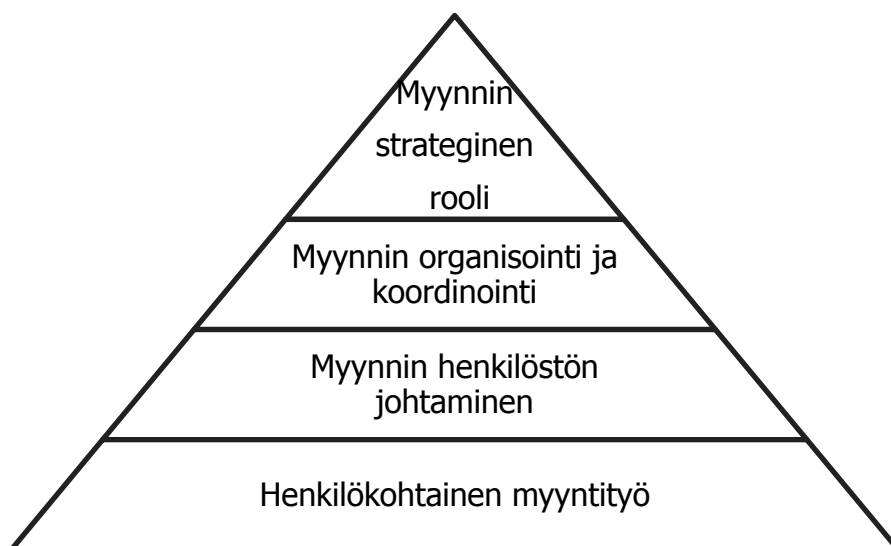 Myynnin
strateginen
rooli
Myynnin organisointi ja
koordinointi
Myynnin henkilöstön
johtaminen
Henkilökohtainen myyntityö